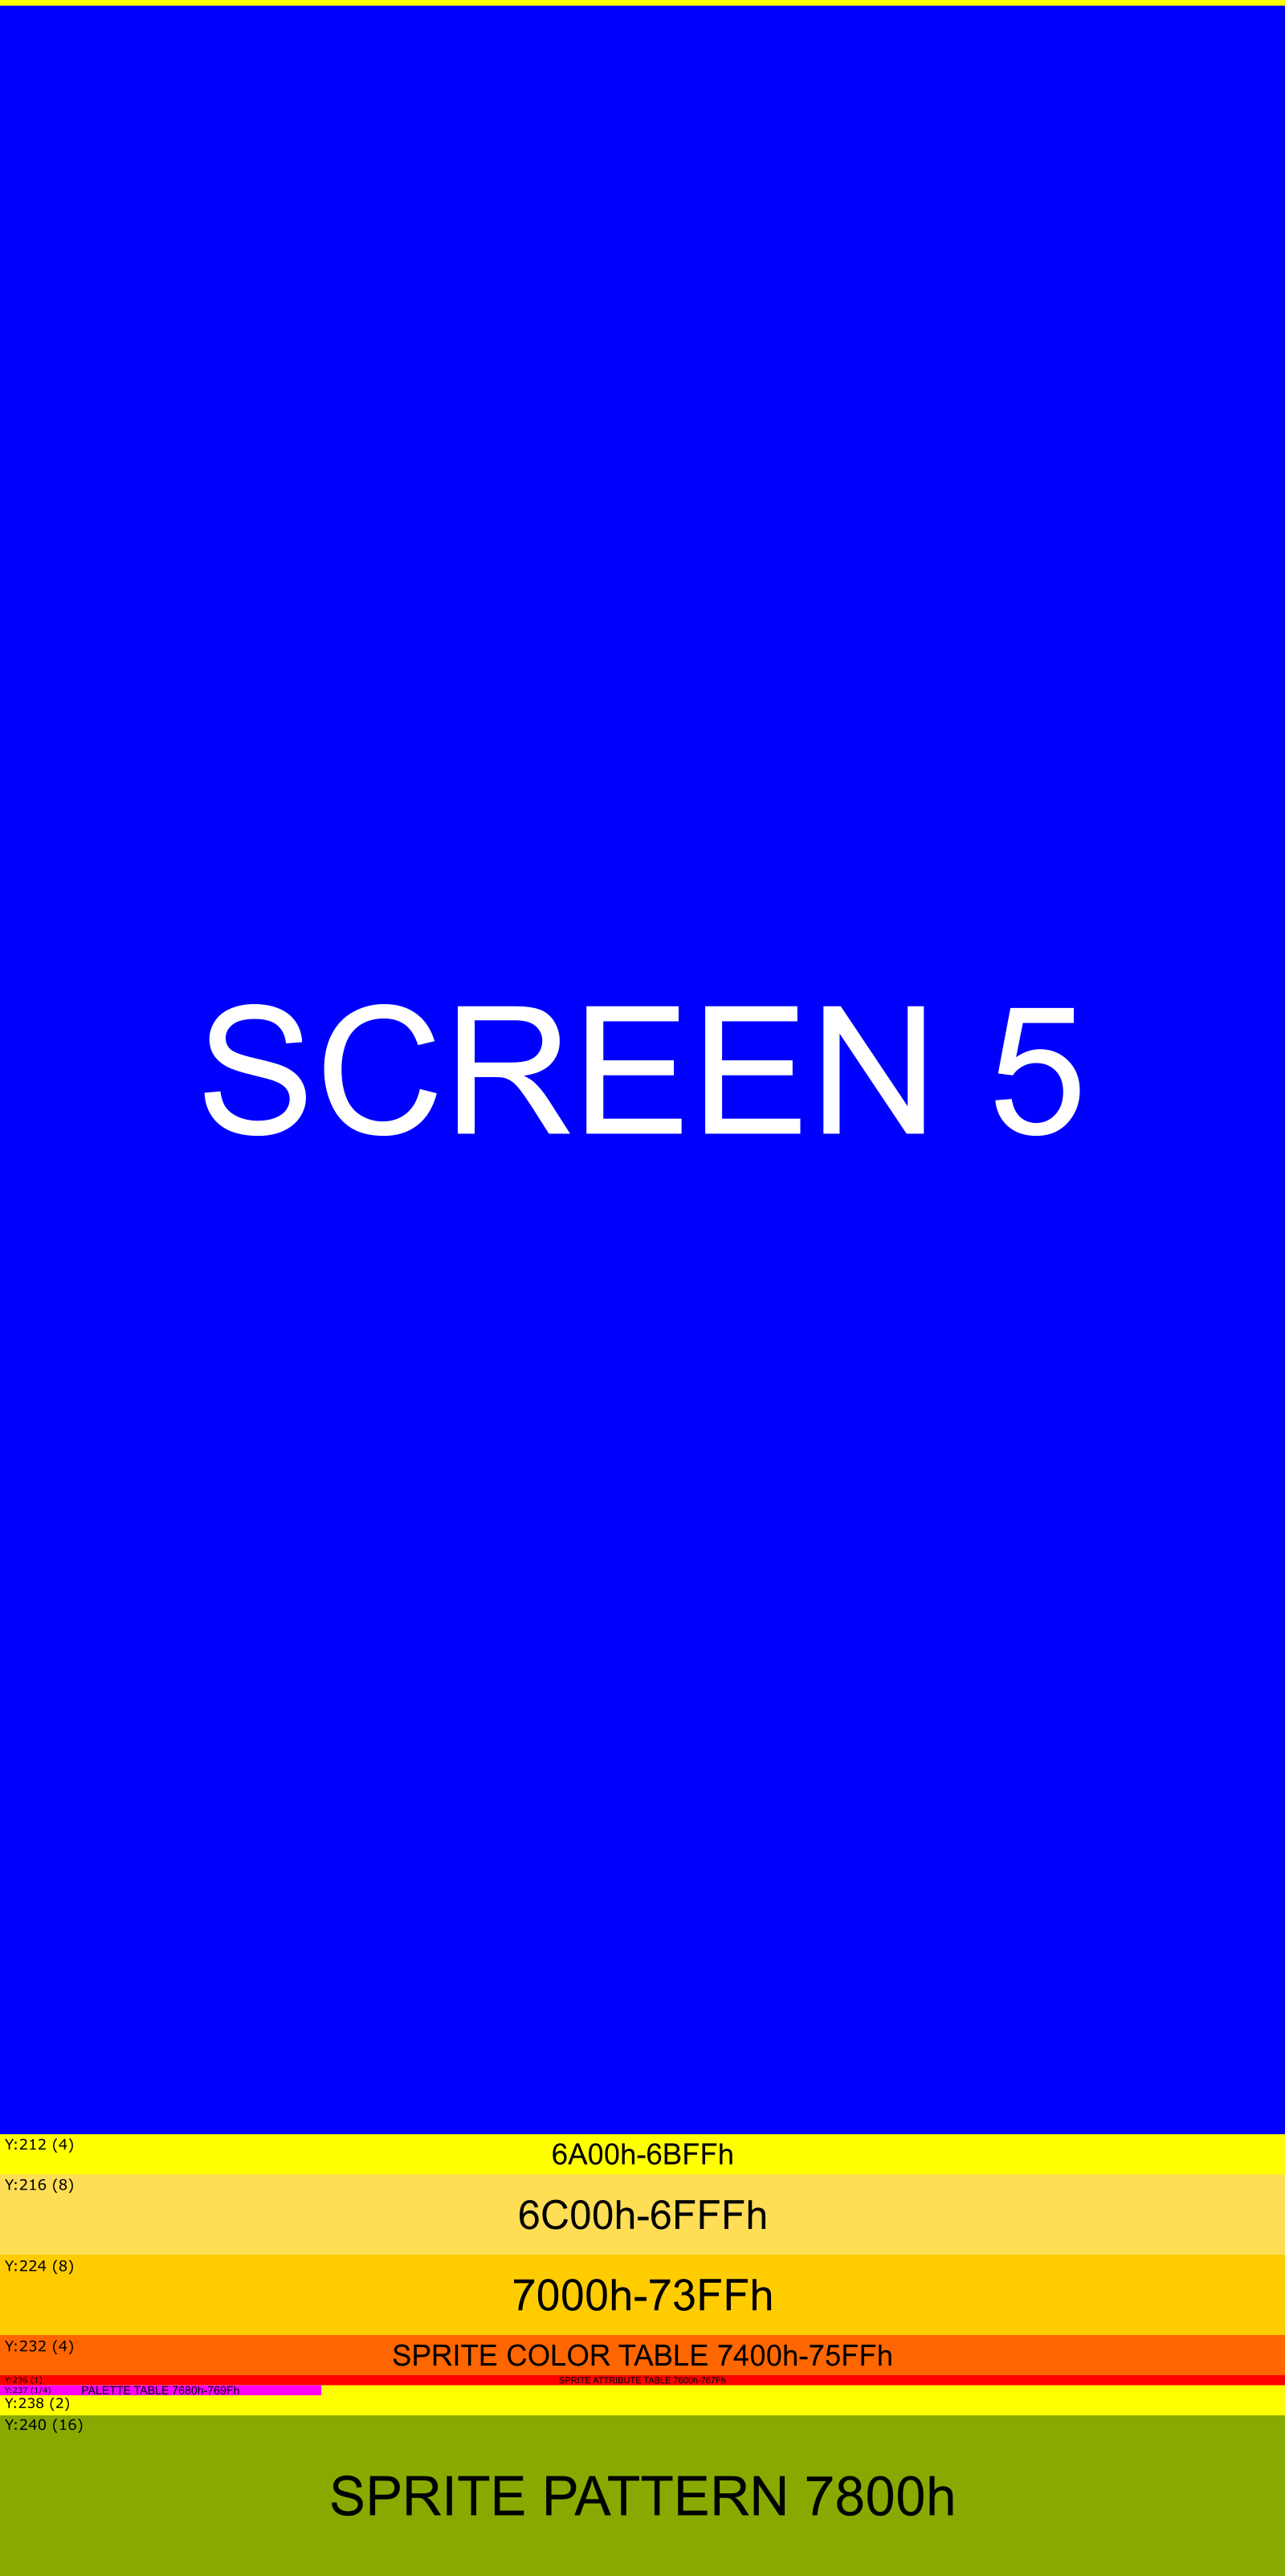 SCREEN 5
Y:212 (4) 6A00h-6BFFh
Y:216 (8) 6C00h-6FFFh
Y:224 (8) 7000h-73FFh
Y:232 (4) SPRITE COLOR TABLE 7400h-75FFh
Y:236 (1) SPRITE ATTRIBUTE TABLE 7600h-767Fh
Y:237 (1/4) PALETTE TABLE 7680h-769Fh
Y:238 (2)
Y:240 (16)
SPRITE PATTERN 7800h